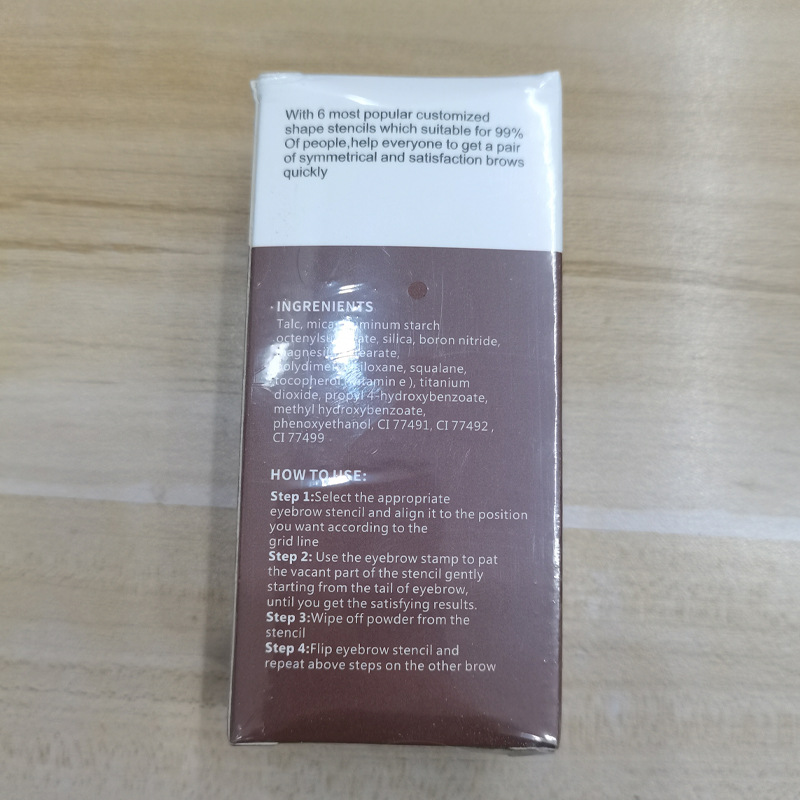 With 6 most popular customized
shape stencils which suitable for 99%
Of people,help everyone to get a pair
of symmetrical and satisfaction brows
quickly
INGRENIENTS
Talc, starch
silica, boron nitride,
squalane,
titanium
dioxide, propyl 4-hydroxybenzoate,
methyl hydroxybenzoate,
phenoxyethanol, CI 77491, CI 77492 ,
CI 77499
HOW TO USE:
Step 1:Select the appropriate
eyebrow stencil and align it to the position
you want according to the
grid line
Step 2: Use the eyebrow stamp to pat
the vacant part of the stencil gently
starting from the tail of eyebrow,
until you get the satisfying results.
Step 3:Wipe off powder from the
stencil
Step 4:Flip eyebrow stencil and
repeat above steps on the other brow